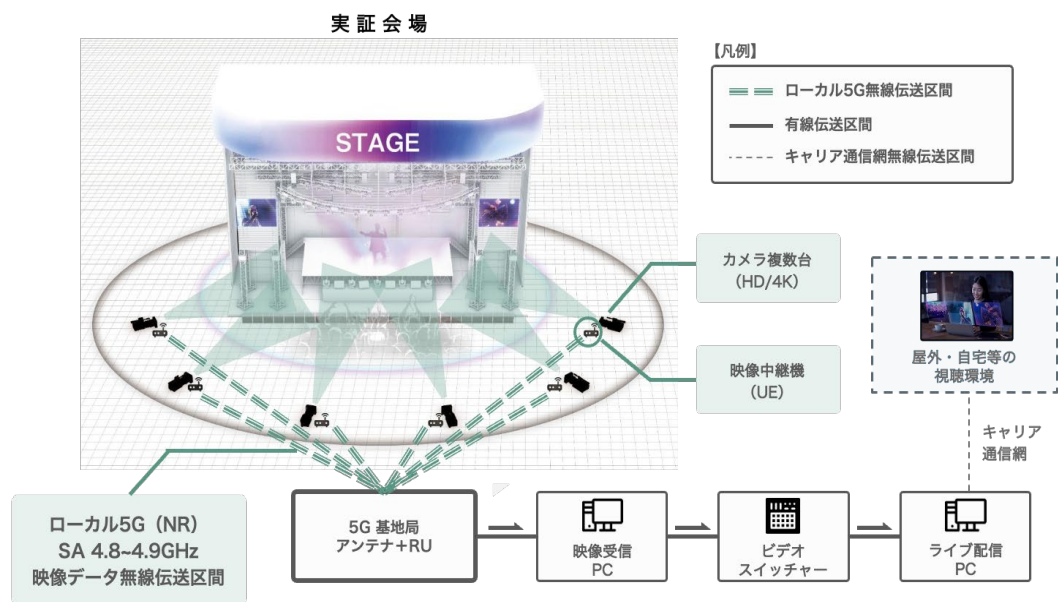 実証会場
【凡例】
ローカル5G無線伝送区間
有線伝送区間
キャリア通信網無線伝送区間
STAGE
カメラ複数台
（HD/4K）
映像中継機
（UE）
屋外・自宅等の
視聴環境
キャリア
通信網
ローカル5G（NR）
SA 4.8~4.9GHz
映像データ無線伝送区間
5G 基地局
アンテナ+RU
映像受信
PC
ビデオ
スイッチャー
ライブ配信
PC